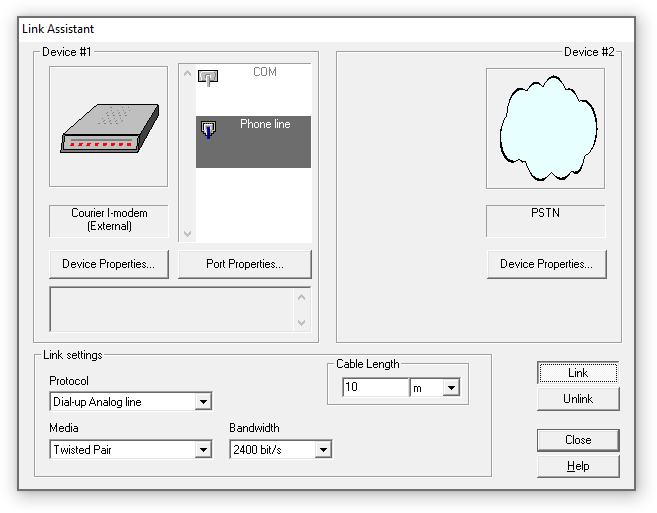 Link Assistant
Device #1
COM
Phone line
Courier I-modem
(External)
Device Properties...
Port Properties...
Device #2
PSTN
Device Properties...
Link settings
Protocol
Dial-up Analog line
Cable Length
10
m
Media
Twisted Pair
Bandwidth
2400 bit/s
Link
Unlink
Close
Help